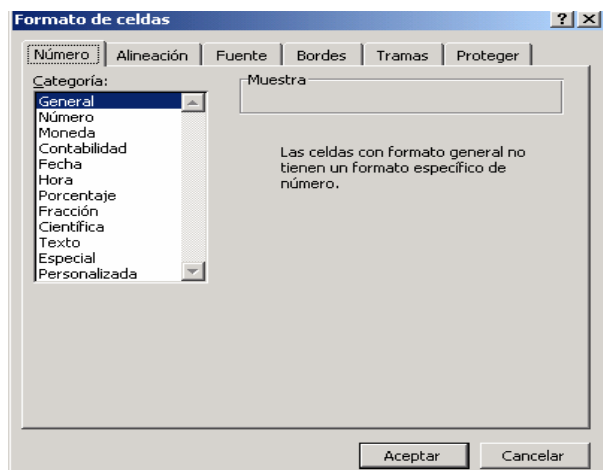 Formato de celdas
Número Alineación Fuente Bordes Tramas Proteger
Categoría:
General
Número
Moneda
Contabilidad
Fecha
Hora
Porcentaje
Fracción
Científica
Texto
Especial
Personalizada
Muestra
Las celdas con formato general no
tienen un formato específico de
número.
Aceptar Cancelar